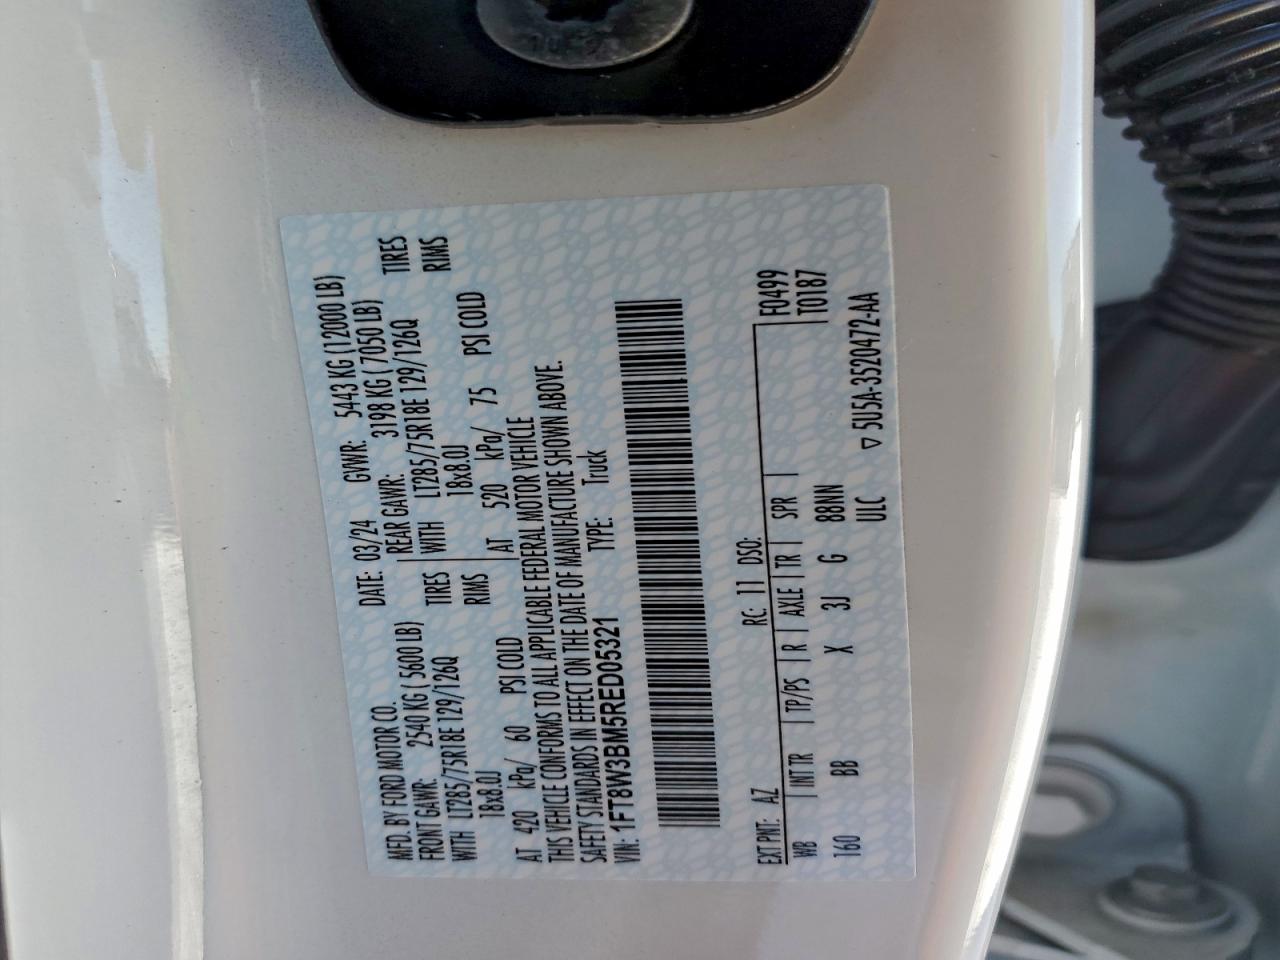 MFD. BY FORD MOTOR CO.
DATE: 03/24 GVWR: 5443 KG (12000 LB)
FRONT GAWR: 2540 KG ( 5600 LB) REAR GAWR: 3198 KG ( 7050 LB)
WITH LT285/75R18E 129/126Q TIRES WITH LT285/75R18E 129/126Q TIRES
18x8.0J RIMS 18x8.0J RIMS
AT 420 kPa/ 60 PSI COLD AT 520 kPa/ 75 PSI COLD
THIS VEHICLE CONFORMS TO ALL APPLICABLE FEDERAL MOTOR VEHICLE
SAFETY STANDARDS IN EFFECT ON THE DATE OF MANUFACTURE SHOWN ABOVE.
VIN: 1FT8W3BM5RED05321 TYPE: Truck
EXT PNT: AZ RC: 11 DSO: F0499
WB INT TR TP/PS R AXLE TR SPR T0187
160 BB X 3J G 88NN
ULC ▽ 5U5A-3520472-AA